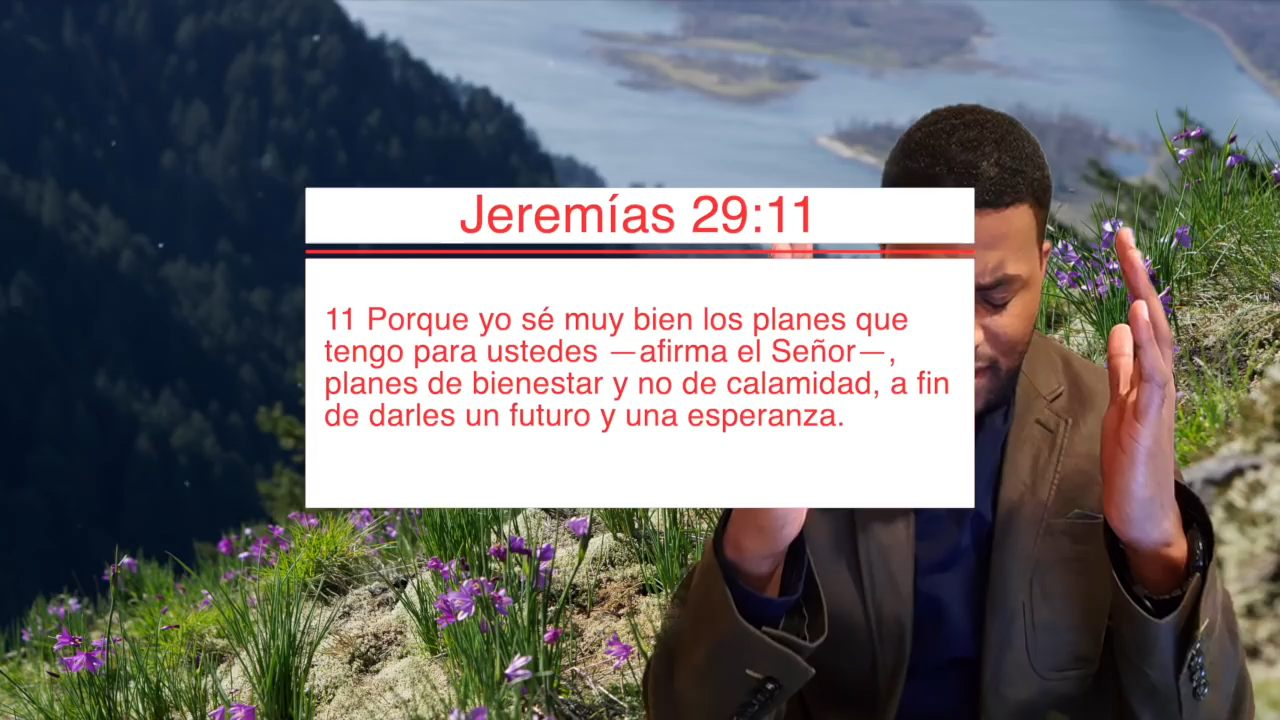 Jeremías 29:11
11 Porque yo sé muy bien los planes que
tengo para ustedes —afirma el Señor—,
planes de bienestar y no de calamidad, a fin
de darles un futuro y una esperanza.